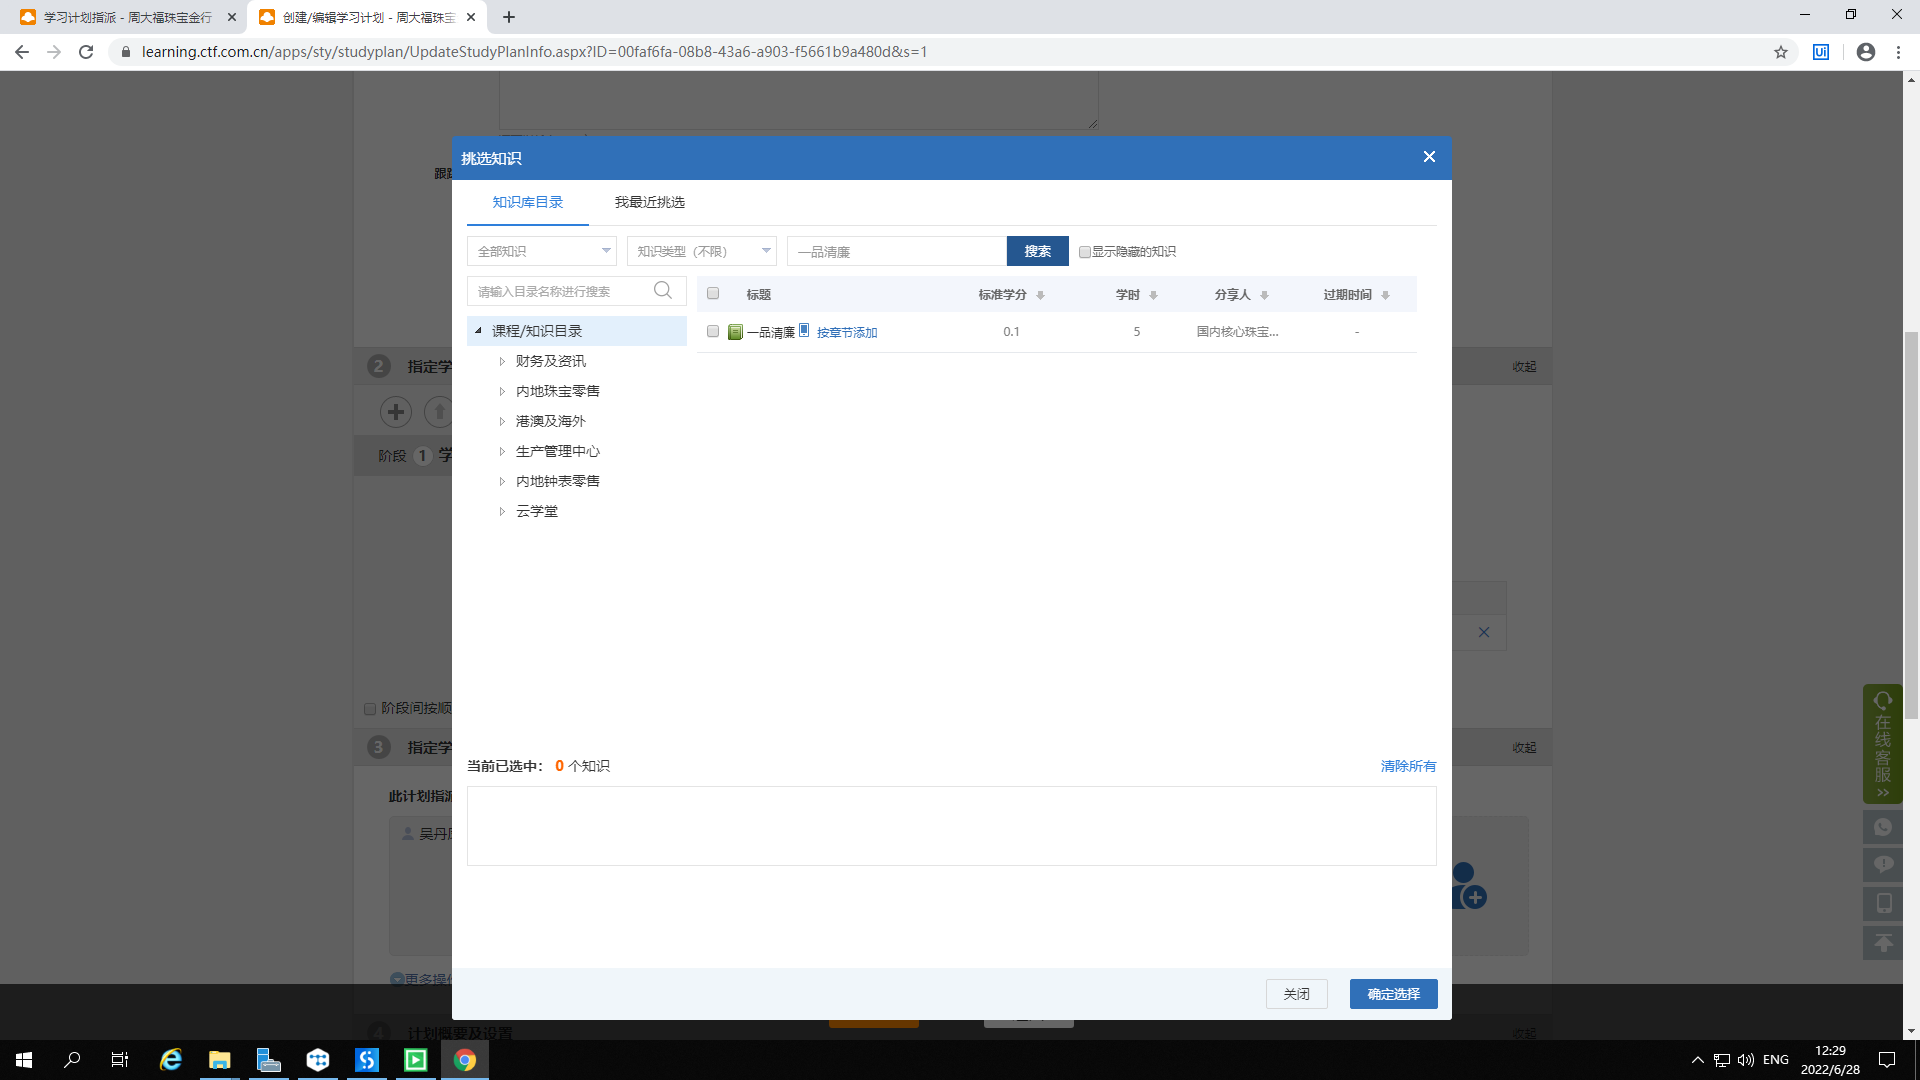 学习计划指派 - 周大福珠宝金行
创建/编辑学习计划 - 周大福珠宝
learning.ctf.com.cn/apps/sty/studyplan/UpdateStudyPlanInfo.aspx?ID=00faf6fa-08b8-43a6-a903-f5661b9a480d&s=1
挑选知识
知识库目录
我最近挑选
全部知识
知识类型（不限）
一品清廉
搜索
显示隐藏的知识
请输入目录名称进行搜索
标题
标准学分
学时
分享人
过期时间
课程/知识目录
一品清廉
按章节添加
0.1
5
国内核心珠宝...
-
财务及资讯
内地珠宝零售
港澳及海外
生产管理中心
内地钟表零售
云学堂
2
指定学
收起
阶段 1 学
阶段间按顺
3
指定学
收起
当前已选中: 0 个知识
清除所有
此计划指派
吴丹
更多操作
在线客服
关闭
确定选择
4
计划概要及设置
收起
ENG
12:29
2022/6/28